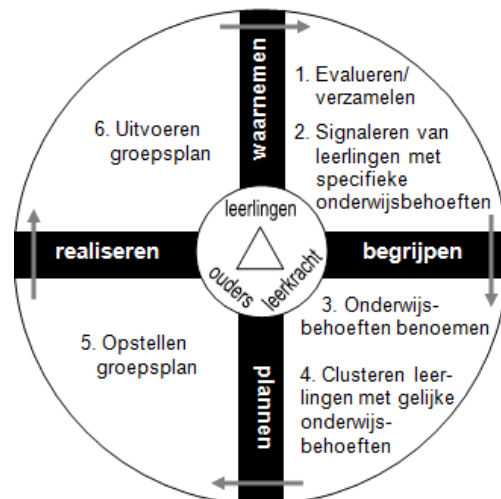 waarnemen
1. Evalueren/
verzamelen
2. Signaleren van
leerlingen met
specifieke
onderwijsbehoeften
begrijpen
3. Onderwijs-
behoeften benoemen
4. Clusteren leer-
lingen met gelijke
onderwijs-
behoeften
plannen
5. Opstellen
groepsplan
realiseren
6. Uitvoeren
groepsplan
leerlingen
ouders
leerkracht